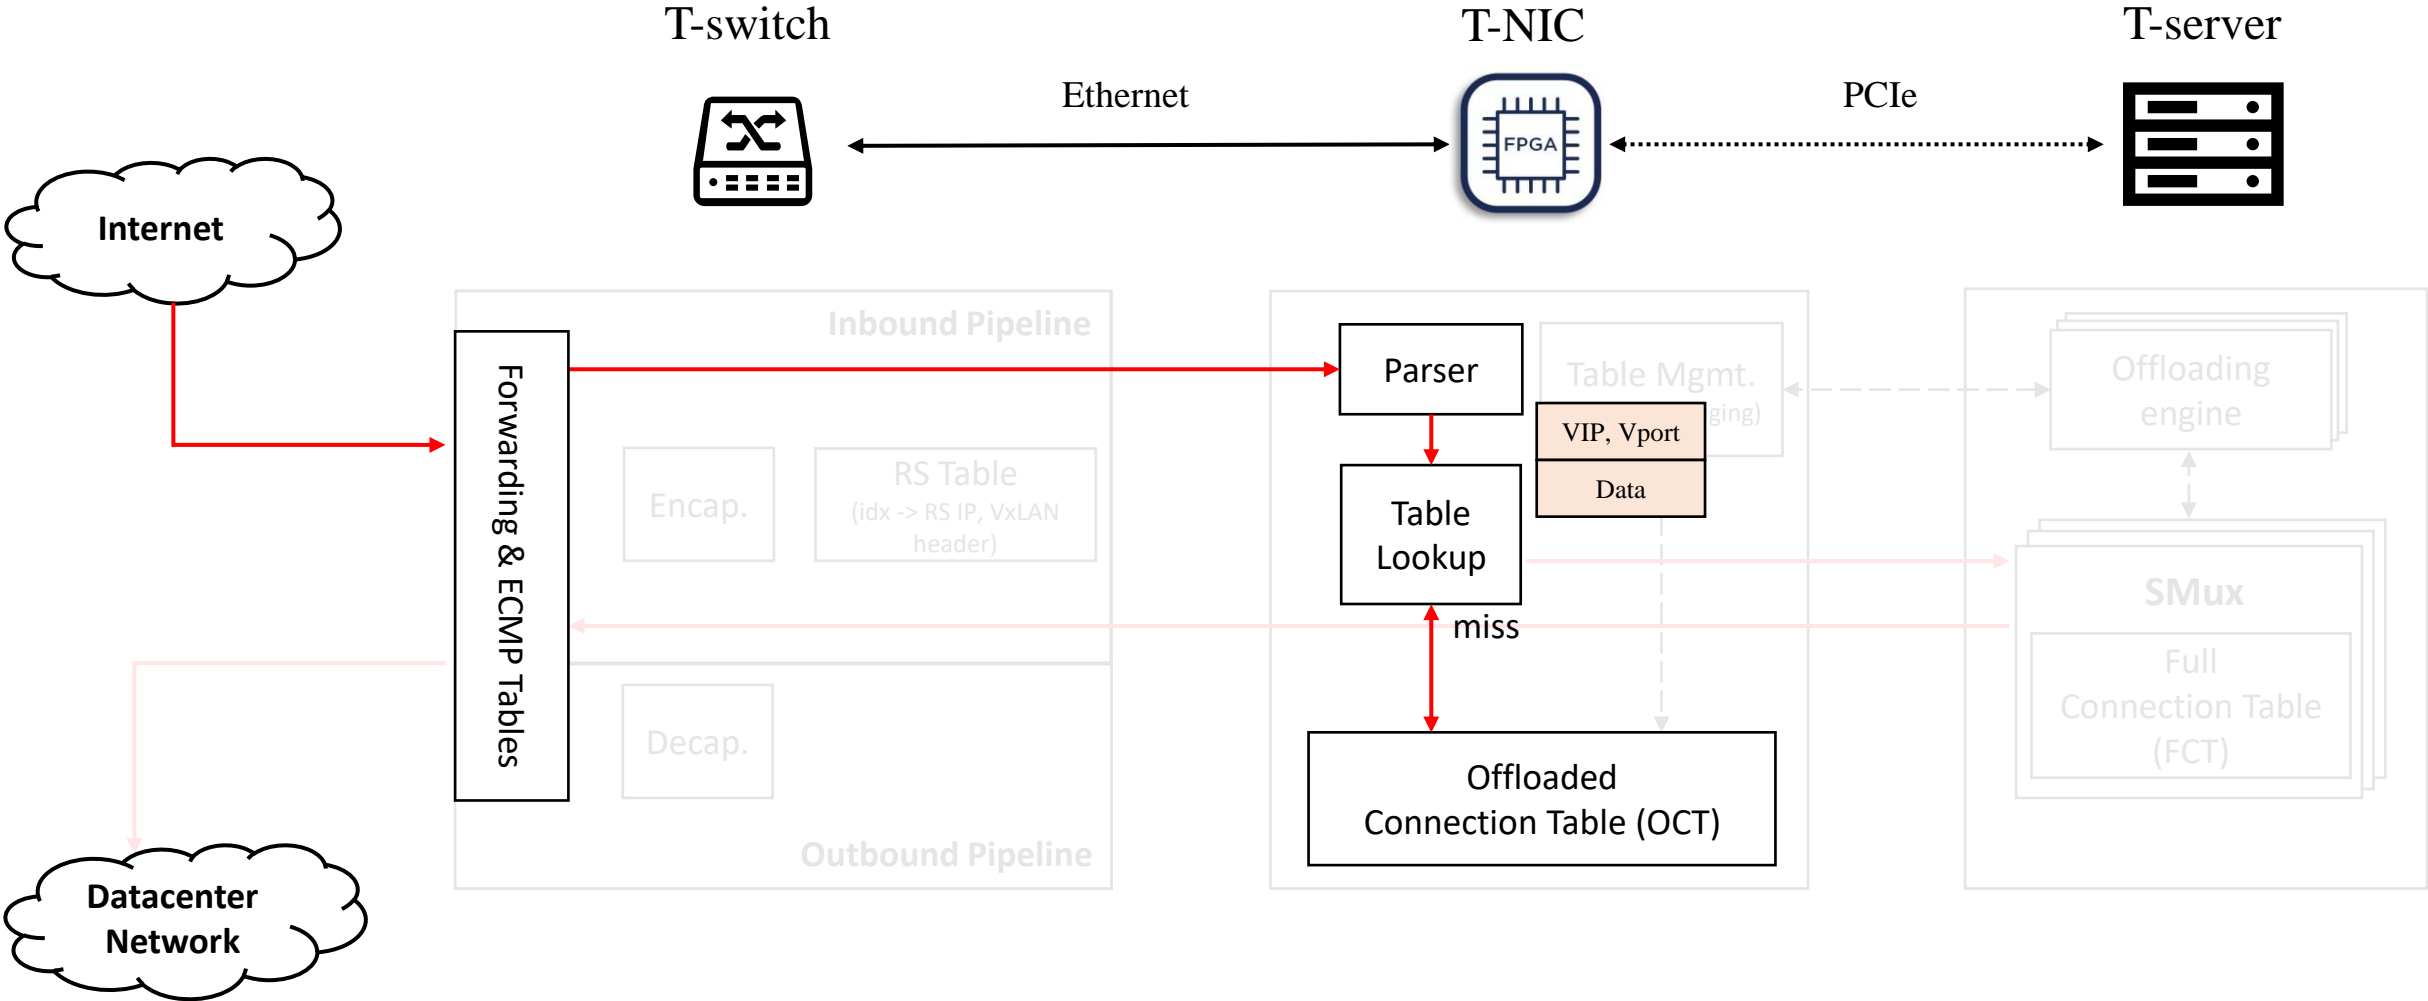 T-switch
T-NIC
T-server
Ethernet
PCIe
FPGA
Internet
Inbound Pipeline
Forwarding & ECMP Tables
Encap.
RS Table
(idx -> RS IP, VxLAN
header)
Decap.
Outbound Pipeline
Parser
Table Mgmt.
ging)
VIP, Vport
Data
Table
Lookup
miss
Offloaded
Connection Table (OCT)
Offloading
engine
SMux
Full
Connection Table
(FCT)
Datacenter
Network